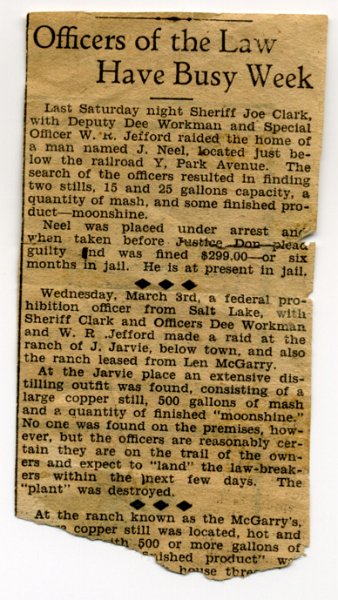 Officers of the Law
Have Busy Week
Last Saturday night Sheriff Joe Clark,
with Deputy Dee Workman and Special
Officer W. R. Jefford raided the home of
a man named J. Neel, located just be-
low the railroad Y, Park Avenue. The
search of the officers resulted in finding
two stills, 15 and 25 gallons capacity, a
quantity of mash, and some finished pro-
duct—moonshine.
Neel was placed under arrest and
when taken before Justice Don plead
guilty and was fined $299.00—or six
months in jail. He is at present in jail.
Wednesday, March 3rd, a federal pro-
hibition officer from Salt Lake, with
Sheriff Clark and Officers Dee Workman
and W. R. Jefford made a raid at the
ranch of J. Jarvie, below town, and also
the ranch leased from Len McGarry.
At the Jarvie place an extensive dis-
tilling outfit was found, consisting of a
large copper still, 500 gallons of mash
and a quantity of finished "moonshine."
No one was found on the premises, how-
ever, but the officers are reasonably cer-
tain they are on the trail of the own-
ers and expect to "land" the law-break-
ers within the next few days. The
"plant" was destroyed.
At the ranch known as the McGarry's,
copper still was located, hot and
with 500 or more gallons of
finished product"
house